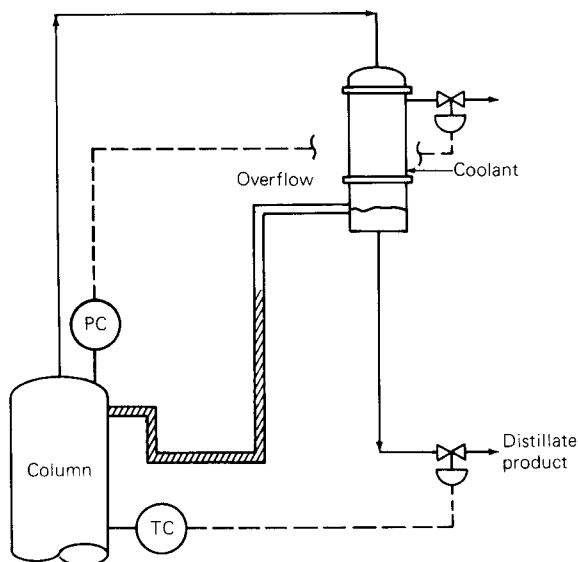 Overflow
Coolant
PC
Column
Distillate
product
TC